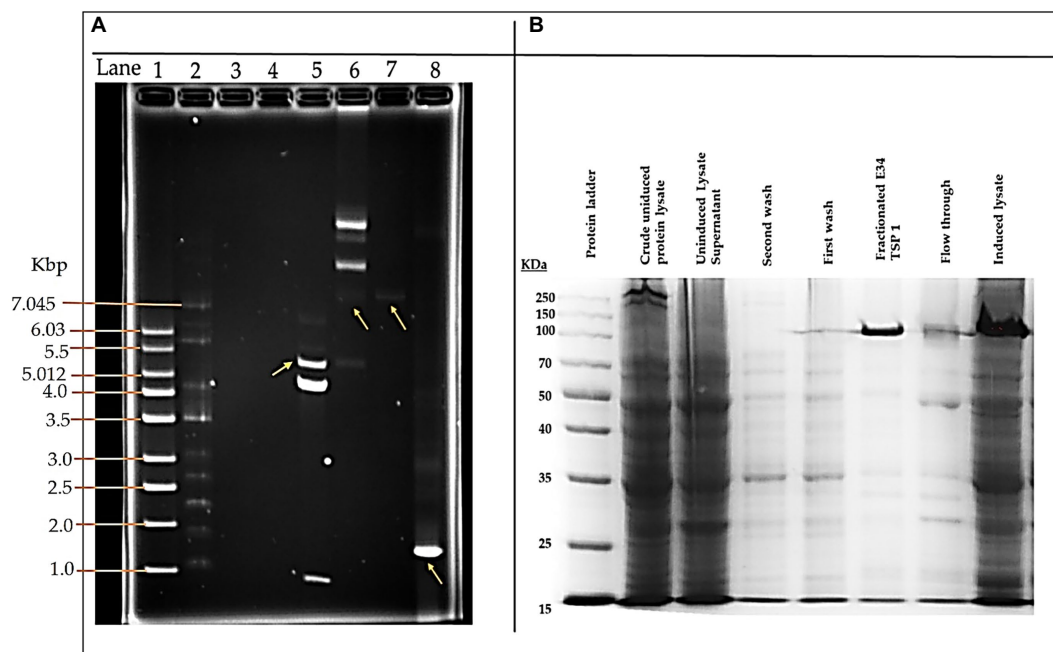 A
B
Lane 1 2 3 4 5 6 7 8
Kbp
7.045
6.03
5.5
5.012
4.0
3.5
3.0
2.5
2.0
1.0
Protein ladder
Crude uniduced
protein lysate
Uninduced Lysate
Supernatant
Second wash
First wash
Fractionated E34
TSP 1
Flow through
Induced lysate
KDa
250
150
100
70
50
40
35
25
15